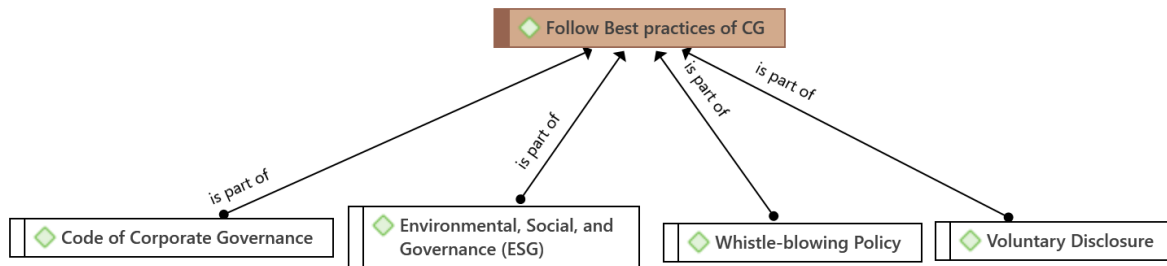 Follow Best practices of CG
is part of
is part of
is part of
is part of
Code of Corporate Governance
Environmental, Social, and
Governance (ESG)
Whistle-blowing Policy
Voluntary Disclosure